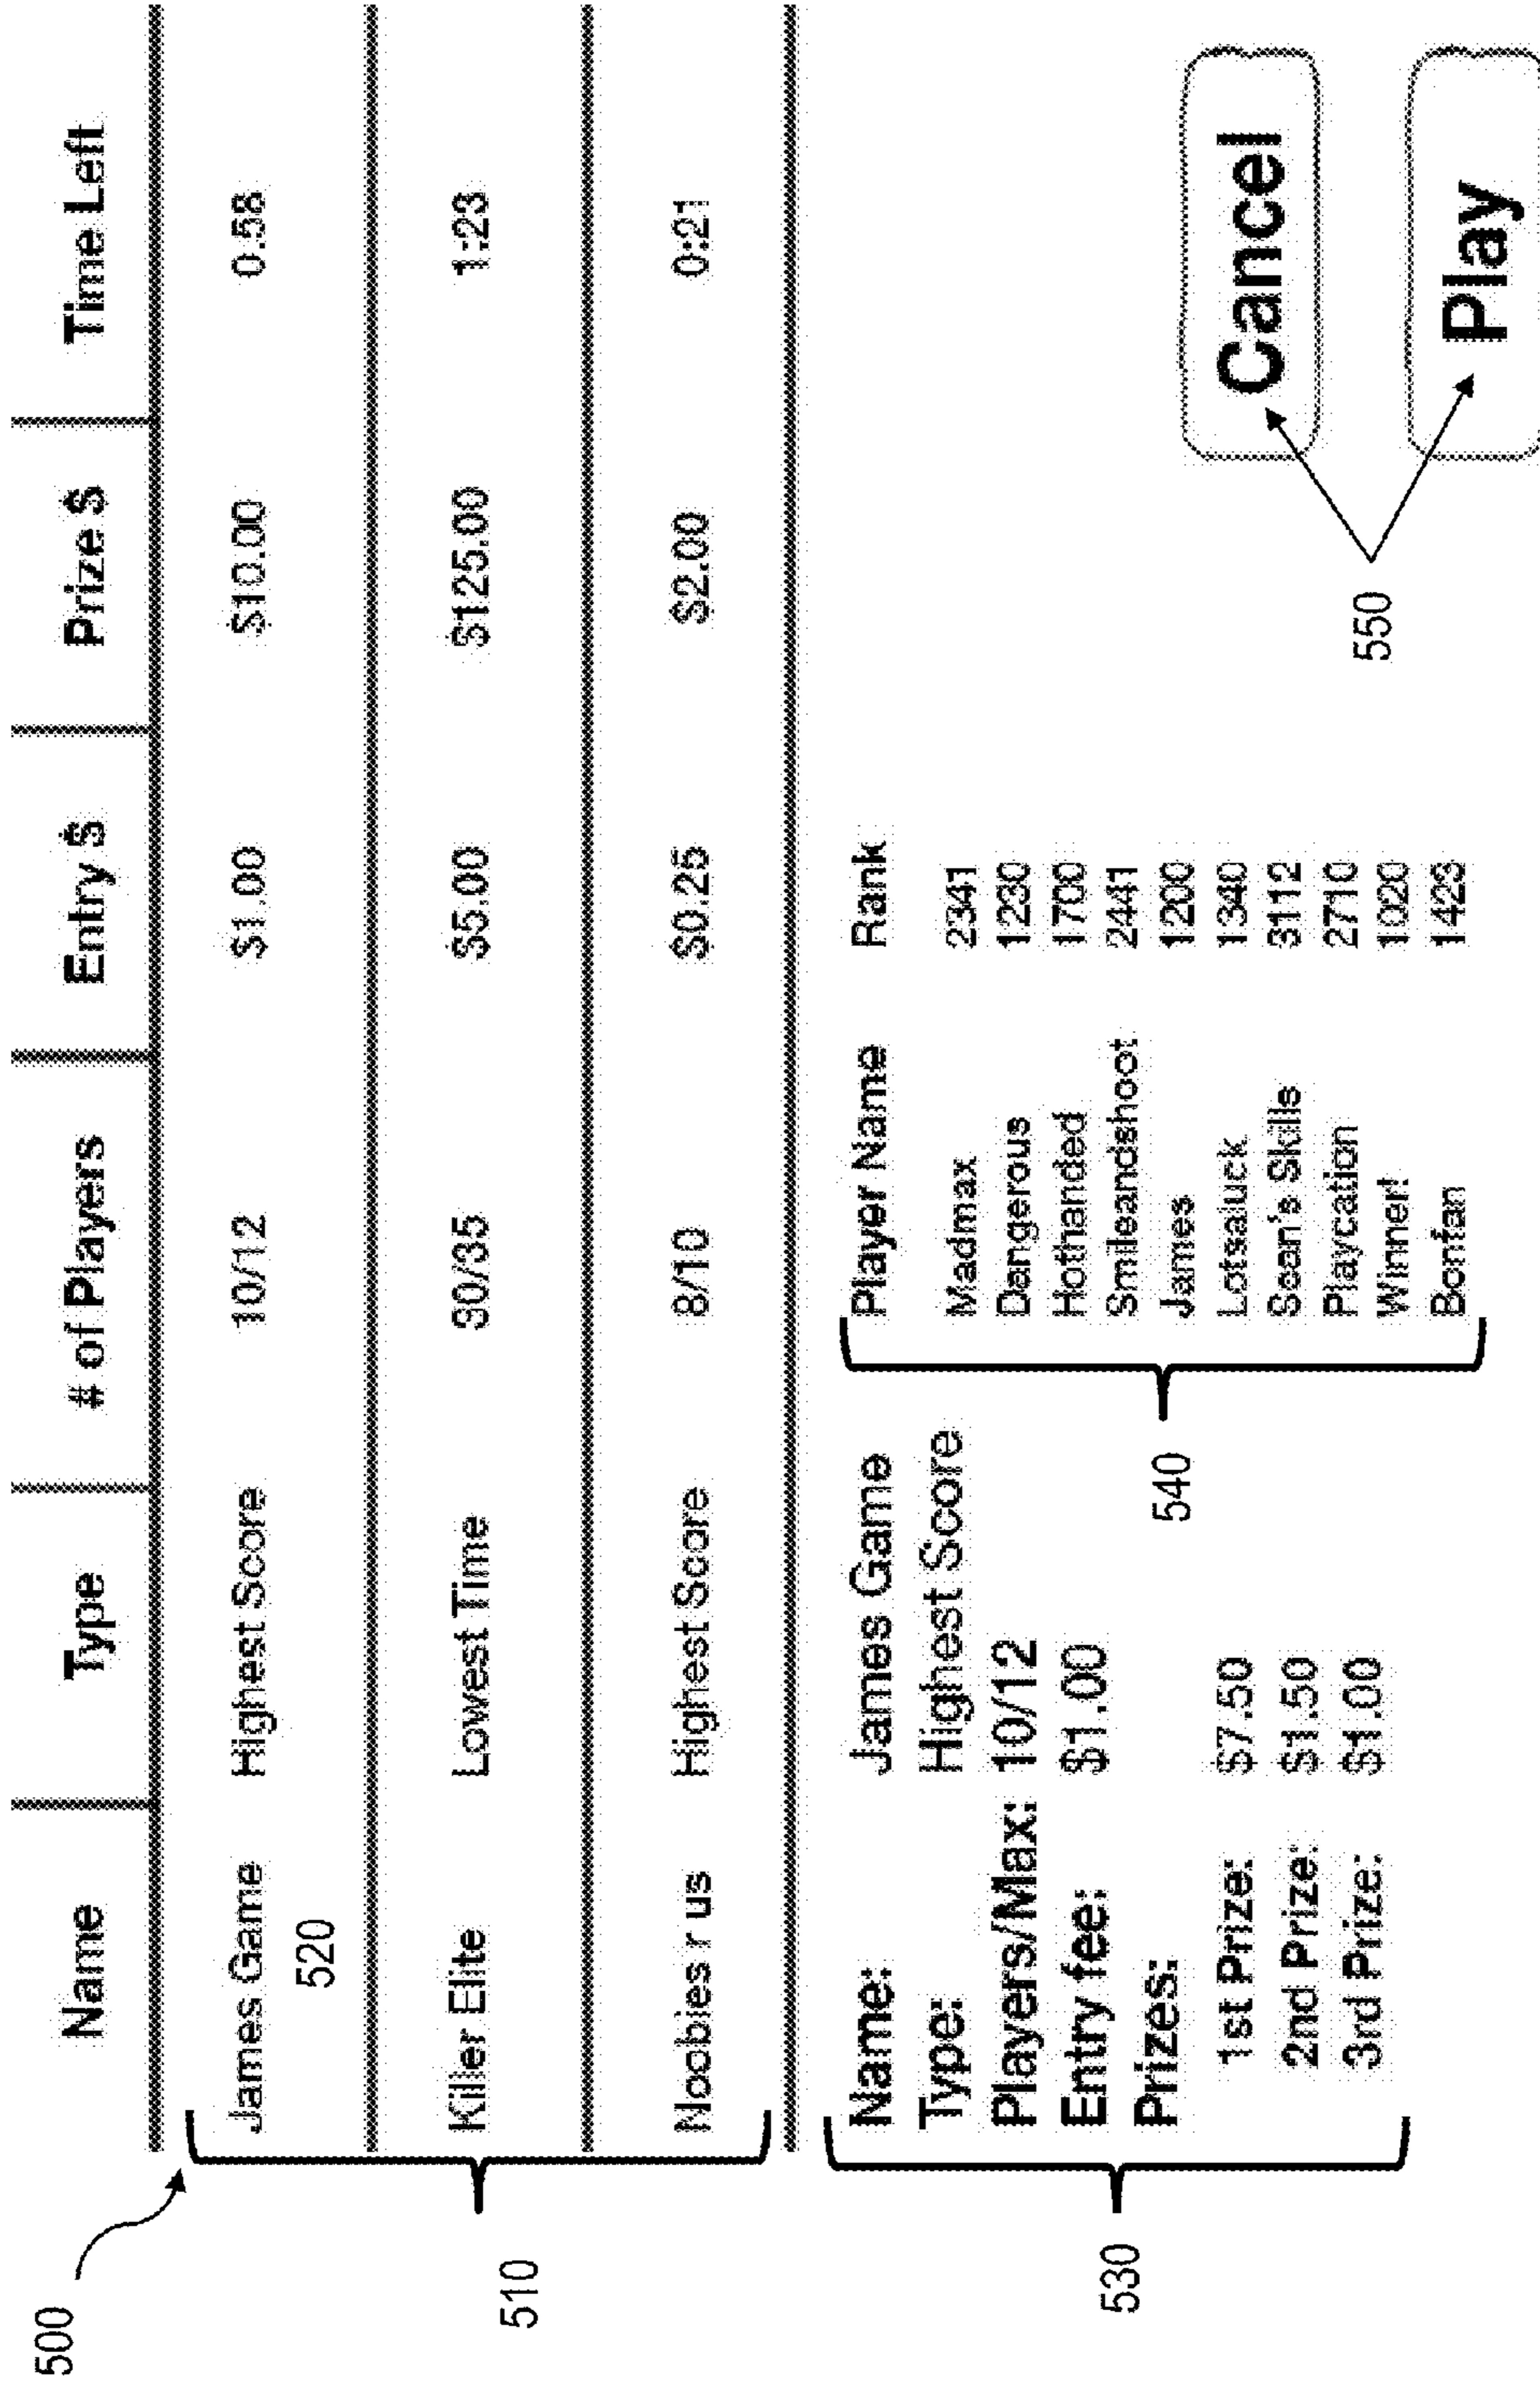 500
Name Type # of Players Entry $ Prize $ Time Left
James Game Highest Score 10/12 $1.00 $10.00 0:58
520
Killer Elite Lowest Time 30/35 $5.00 $125.00 1:23
510
Noobies r us Highest Score 8/10 $0.25 $2.00 0:21
Name: James Game
Type: Highest Score
Players/Max: 10/12
Entry fee: $1.00
Prizes:
1st Prize: $7.50
2nd Prize: $1.50
3rd Prize: $1.00
530
Player Name Rank
Madmax 2341
Dangerous 1230
Hothanded 1700
Smileandshoot 2441
James 1200
Lotsaluck 1340
Sean's Skills 3112
Playcation 2710
Winner! 1020
Bonfan 1423
540
Cancel
Play
550